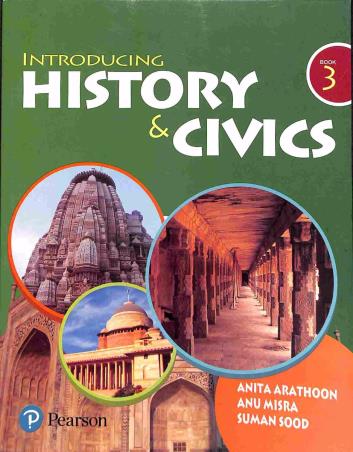 INTRODUCING
HISTORY
& CIVICS
BOOK
3
ANITA ARATHOON
ANU MISRA
SUMAN SOOD
P Pearson